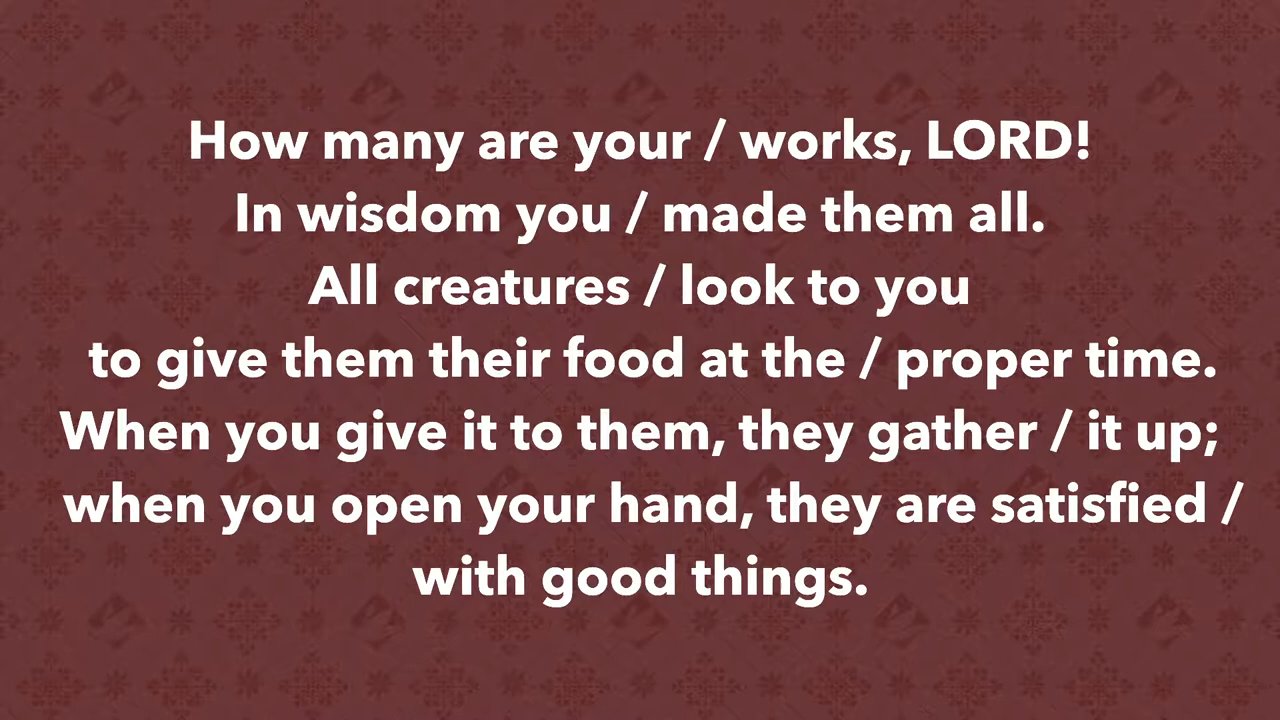 How many are your / works, LORD!
In wisdom you / made them all.
All creatures / look to you
to give them their food at the / proper time.
When you give it to them, they gather / it up;
when you open your hand, they are satisfied /
with good things.